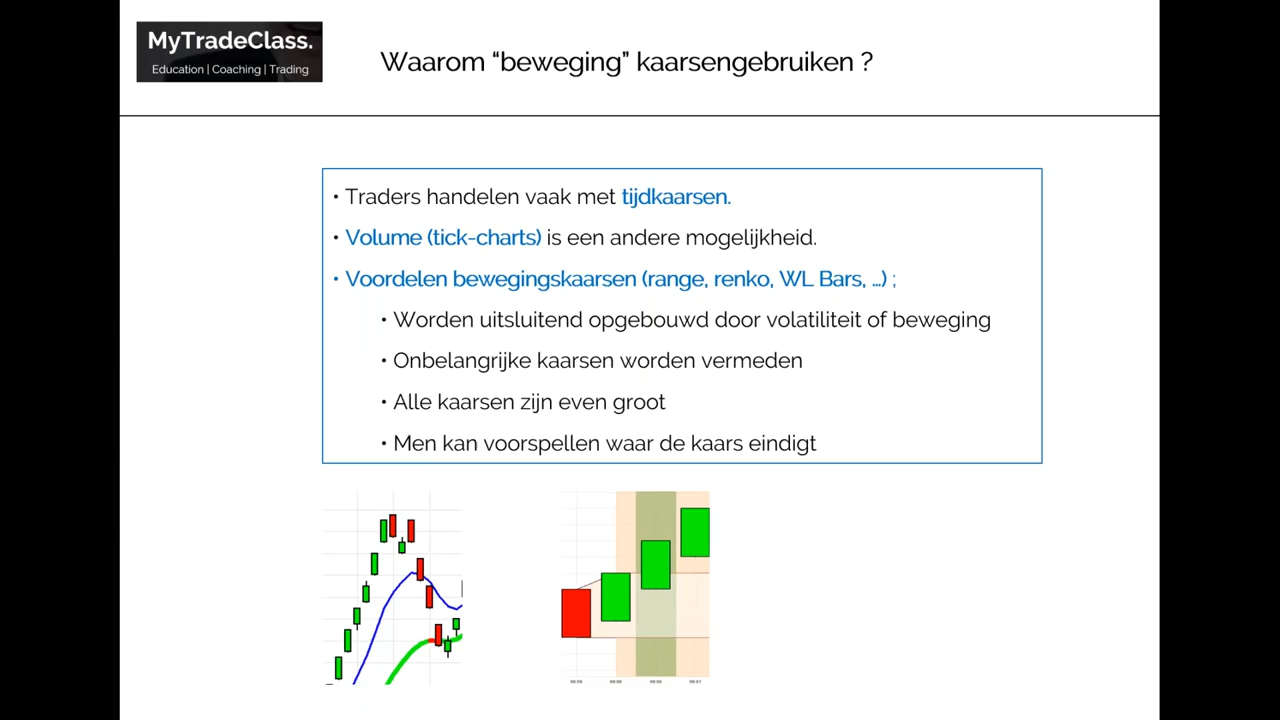 MyTradeClass.
Education | Coaching | Trading
Waarom “beweging” kaarsengebruiken ?
• Traders handelen vaak met tijdkaarsen.
• Volume (tick-charts) is een andere mogelijkheid.
• Voordelen bewegingskaarsen (range, renko, WL Bars, …) ;
• Worden uitsluitend opgebouwd door volatiliteit of beweging
• Onbelangrijke kaarsen worden vermeden
• Alle kaarsen zijn even groot
• Men kan voorspellen waar de kaars eindigt